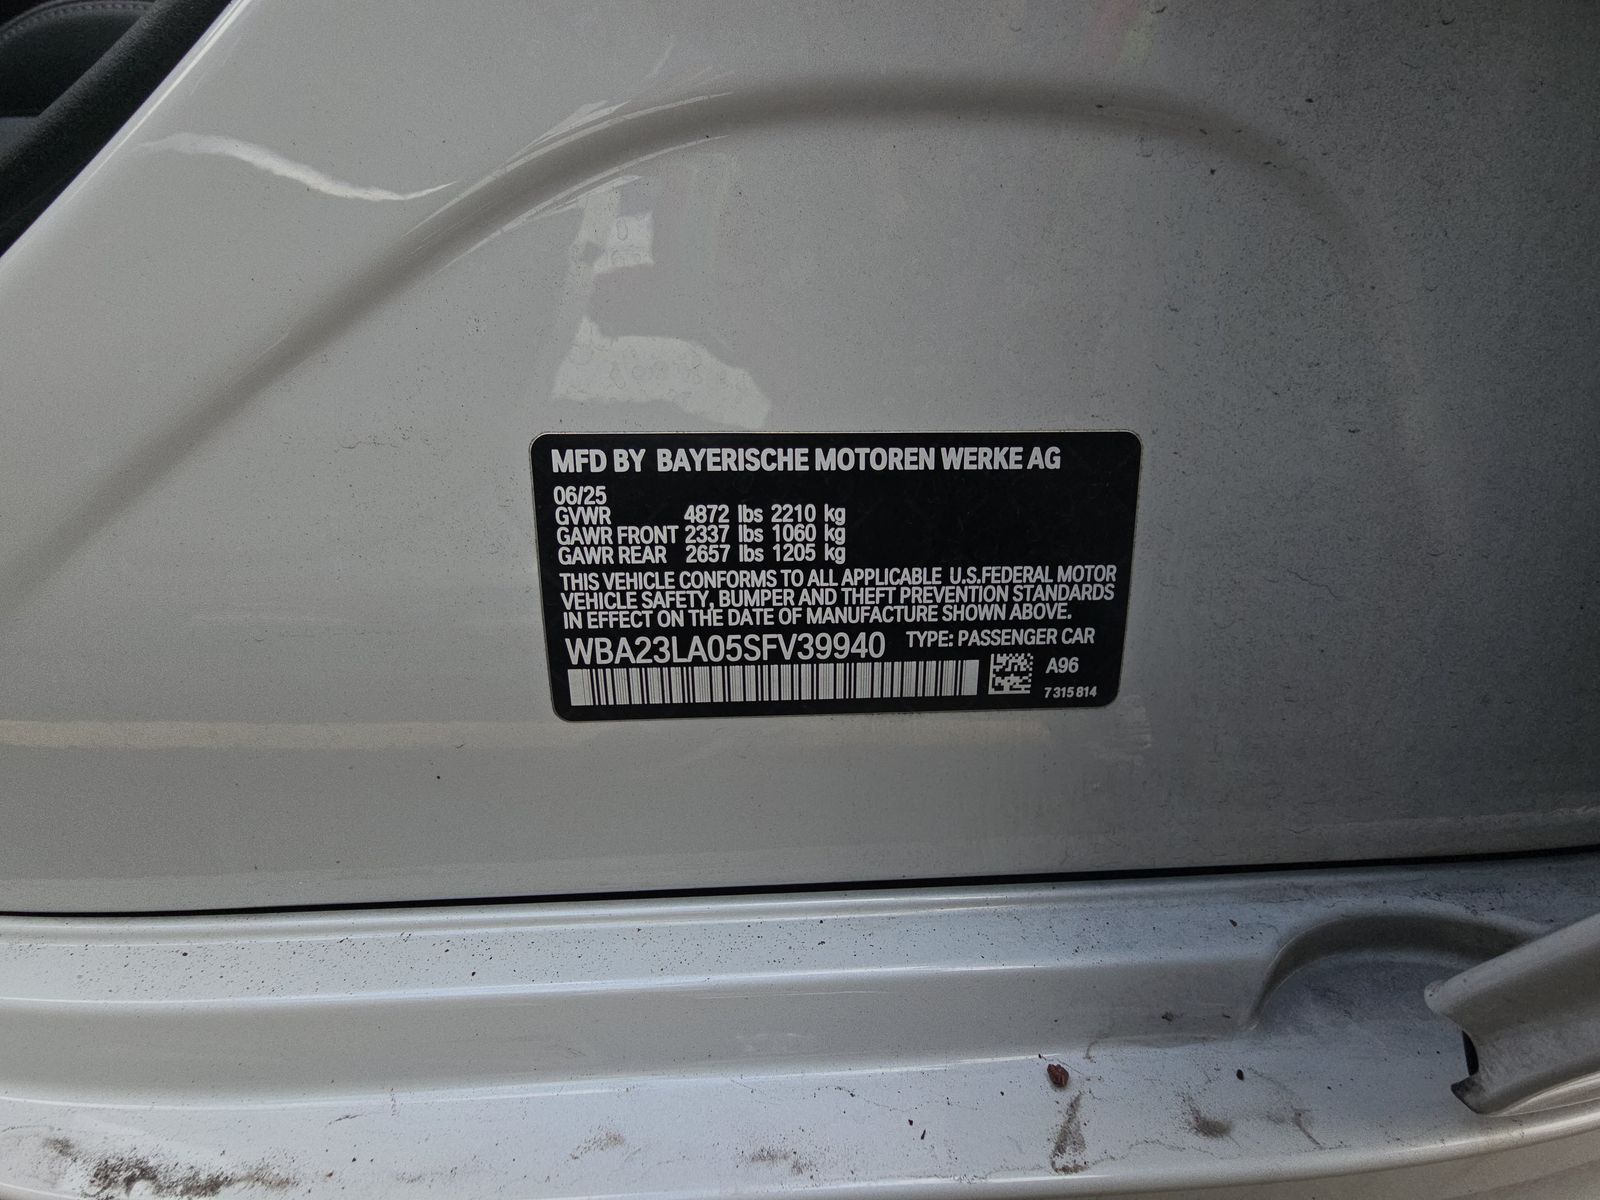 MFD BY BAYERISCHE MOTOREN WERKE AG
06/25
GVWR 4872 lbs 2210 kg
GAWR FRONT 2337 lbs 1060 kg
GAWR REAR 2657 lbs 1205 kg
THIS VEHICLE CONFORMS TO ALL APPLICABLE U.S.FEDERAL MOTOR
VEHICLE SAFETY, BUMPER AND THEFT PREVENTION STANDARDS
IN EFFECT ON THE DATE OF MANUFACTURE SHOWN ABOVE.
WBA23LA05SFV39940 TYPE: PASSENGER CAR
A96
7 315 814